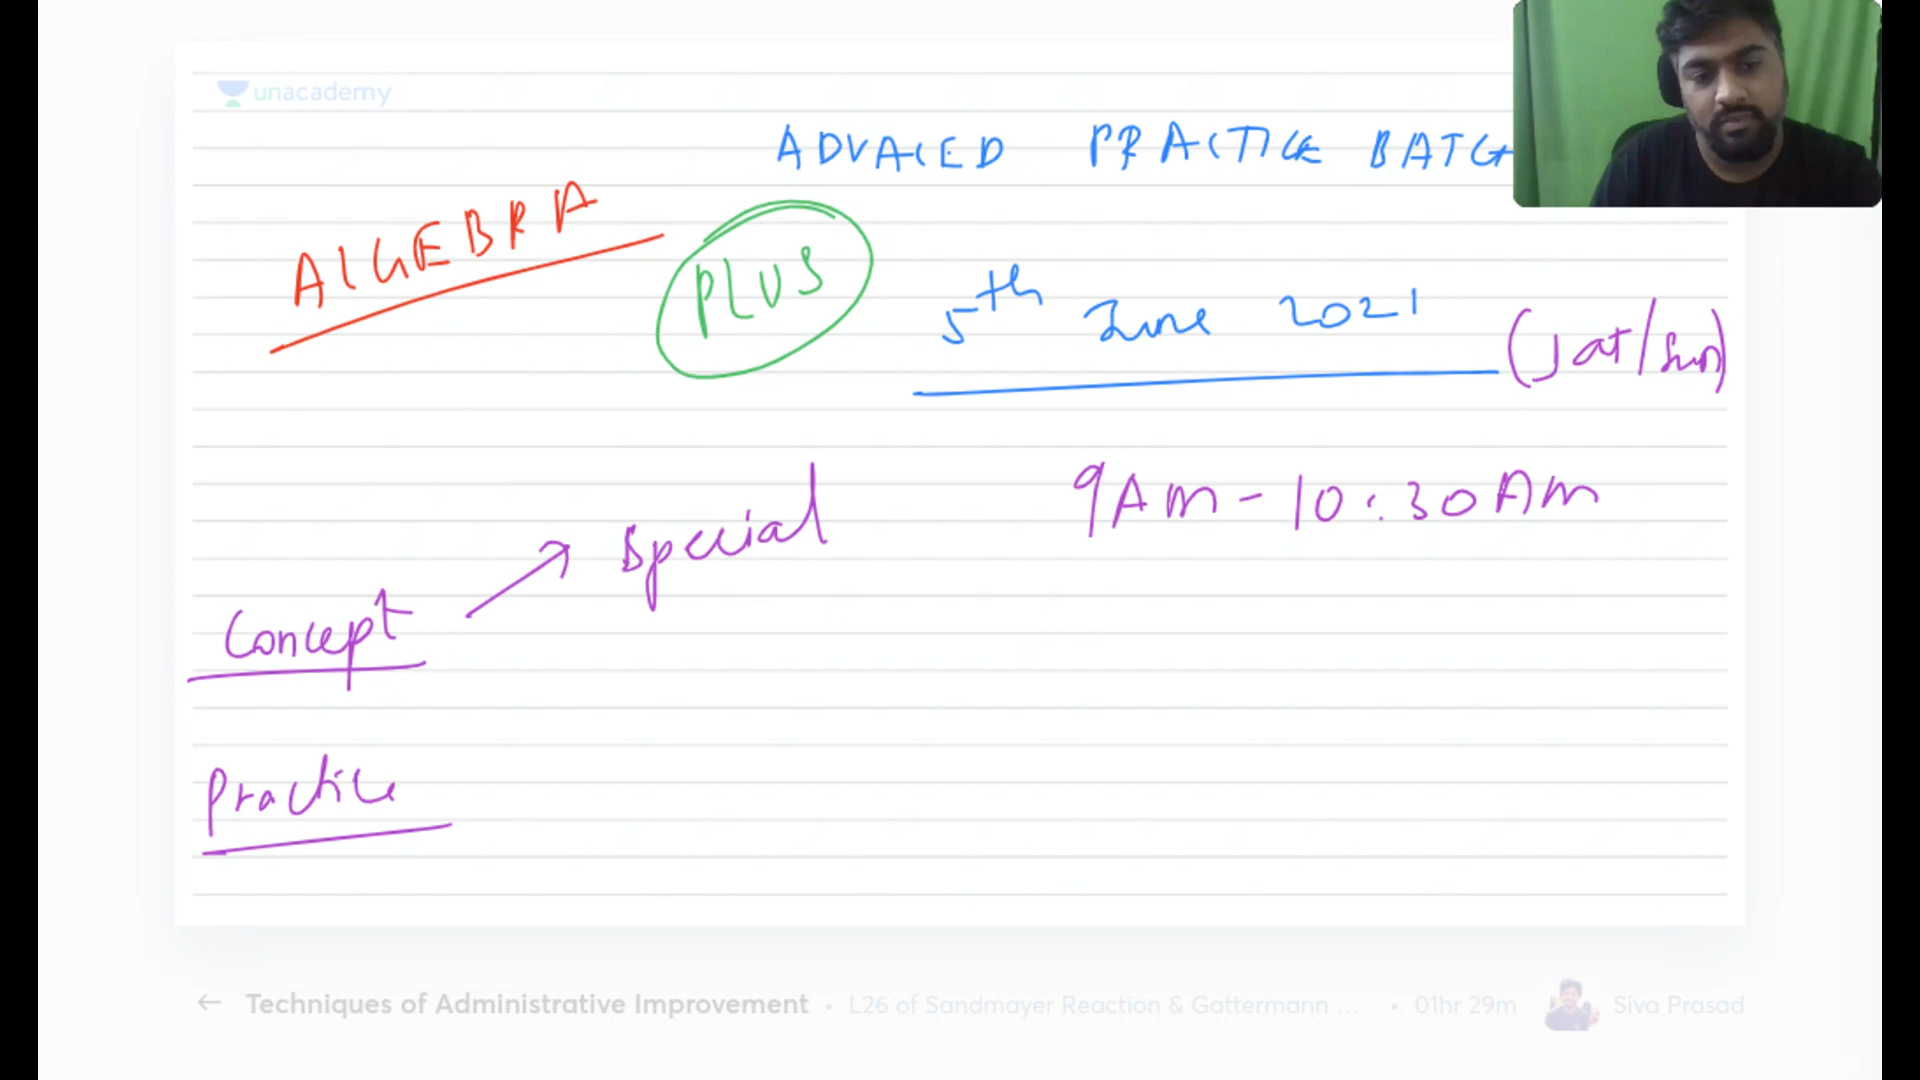 unacademy
ADVACED PRACTICE BATCH
ALGEBRA
PLUS
5th June 2021 (Sat/Sun)
9AM - 10:30AM
Special
Concept
Practice
← Techniques of Administrative Improvement • L26 of Sandmayer Reaction & Gattermann ... • 01hr 29m Siva Prasad